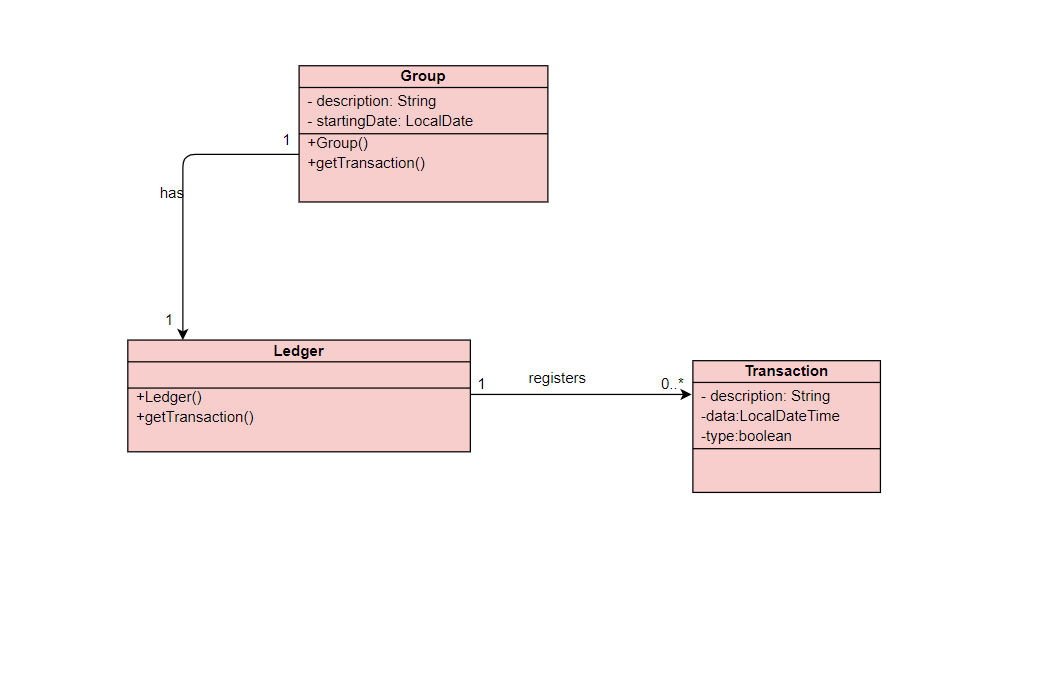 Group
- description: String
- startingDate: LocalDate
1
+Group()
+getTransaction()
has
1
Ledger
+Ledger()
+getTransaction()
1
registers
0..*
Transaction
- description: String
-data:LocalDateTime
-type:boolean